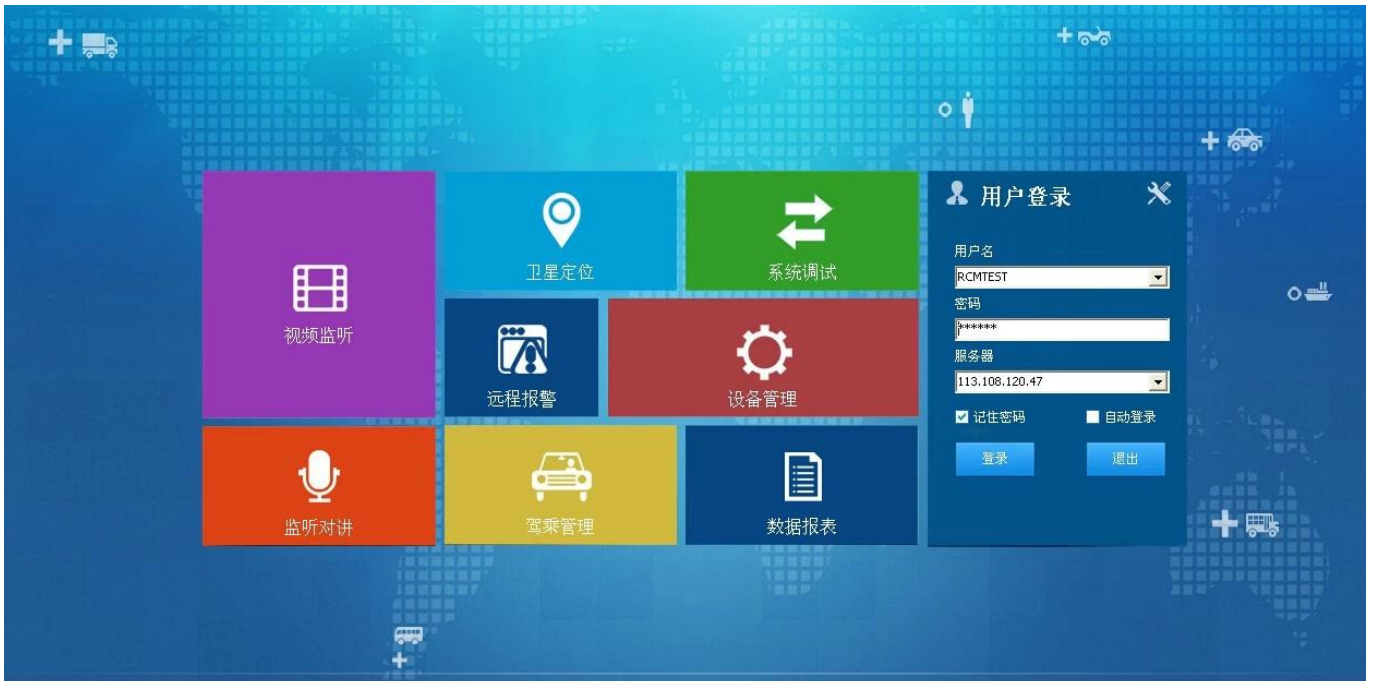 用户登录
卫星定位
系统调试
用户名
RCMTEST
视频监听
密码
******
远程报警
设备管理
服务器
113.108.120.47
记住密码
自动登录
登录
退出
监听对讲
驾乘管理
数据报表